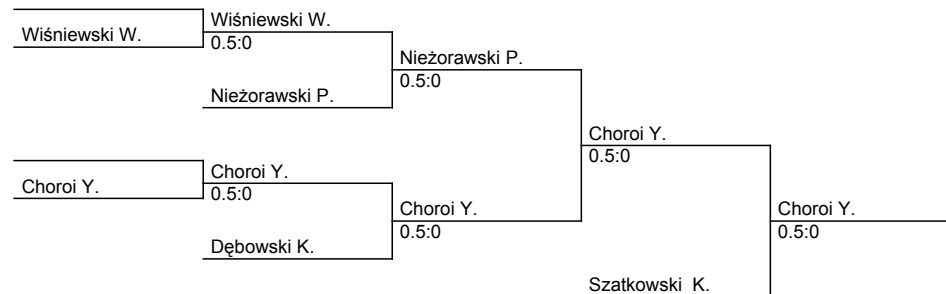 Wiśniewski W.
Wiśniewski W.
0.5:0
Nieżorawski P.
Nieżorawski P.
0.5:0
Choroi Y.
0.5:0
Choroi Y.
Choroi Y.
0.5:0
Choroi Y.
0.5:0
Choroi Y.
0.5:0
Dębowski K.
Szatkowski K.